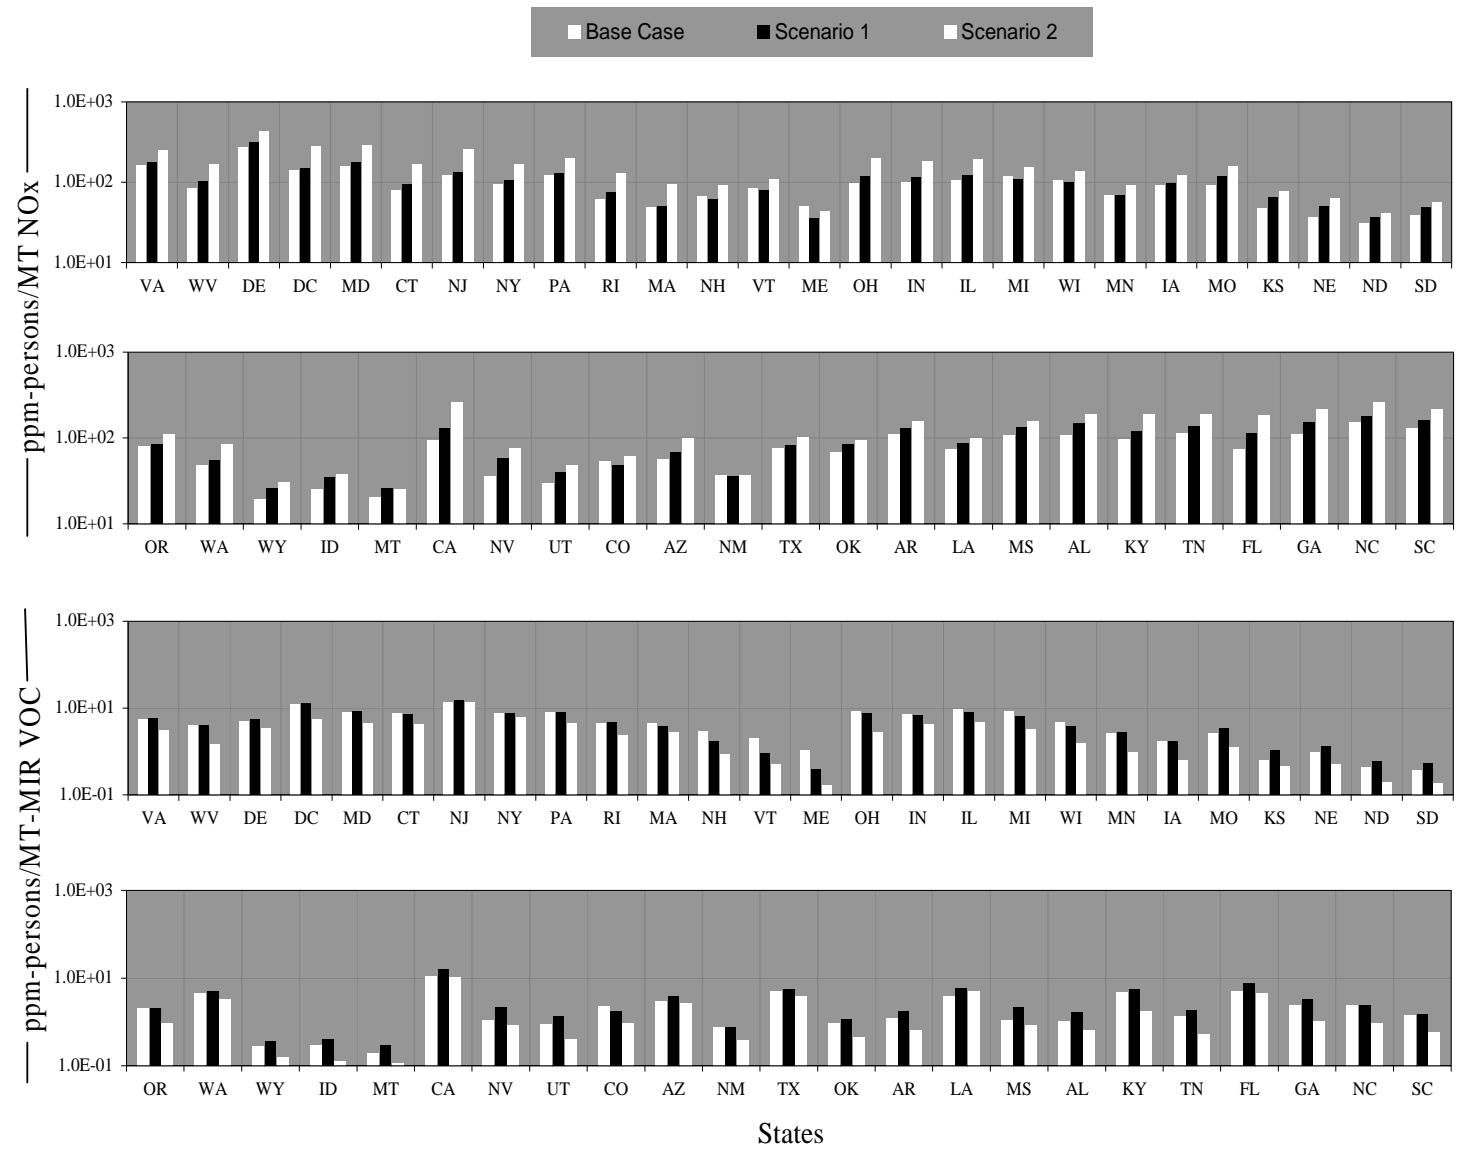 Base Case Scenario 1 Scenario 2
ppm-persons/MT NOx
1.0E+03
1.0E+02
1.0E+01
VA WV DE DC MD CT NJ NY PA RI MA NH VT ME OH IN IL MI WI MN IA MO KS NE ND SD
1.0E+03
1.0E+02
1.0E+01
OR WA WY ID MT CA NV UT CO AZ NM TX OK AR LA MS AL KY TN FL GA NC SC
ppm-persons/MT-MIR VOC
1.0E+03
1.0E+01
1.0E-01
VA WV DE DC MD CT NJ NY PA RI MA NH VT ME OH IN IL MI WI MN IA MO KS NE ND SD
1.0E+03
1.0E+01
1.0E-01
OR WA WY ID MT CA NV UT CO AZ NM TX OK AR LA MS AL KY TN FL GA NC SC
States